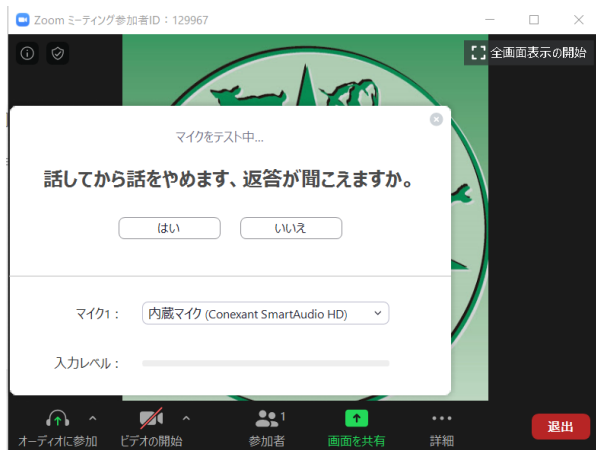 Zoom ミーティング参加者ID：129967
全画面表示の開始
マイクをテスト中...
話してから話をやめます、返答が聞こえますか。
はい
いいえ
マイク1：
内蔵マイク (Conexant SmartAudio HD)
入力レベル：
オーディオに参加
ビデオの開始
1
参加者
画面を共有
詳細
退出